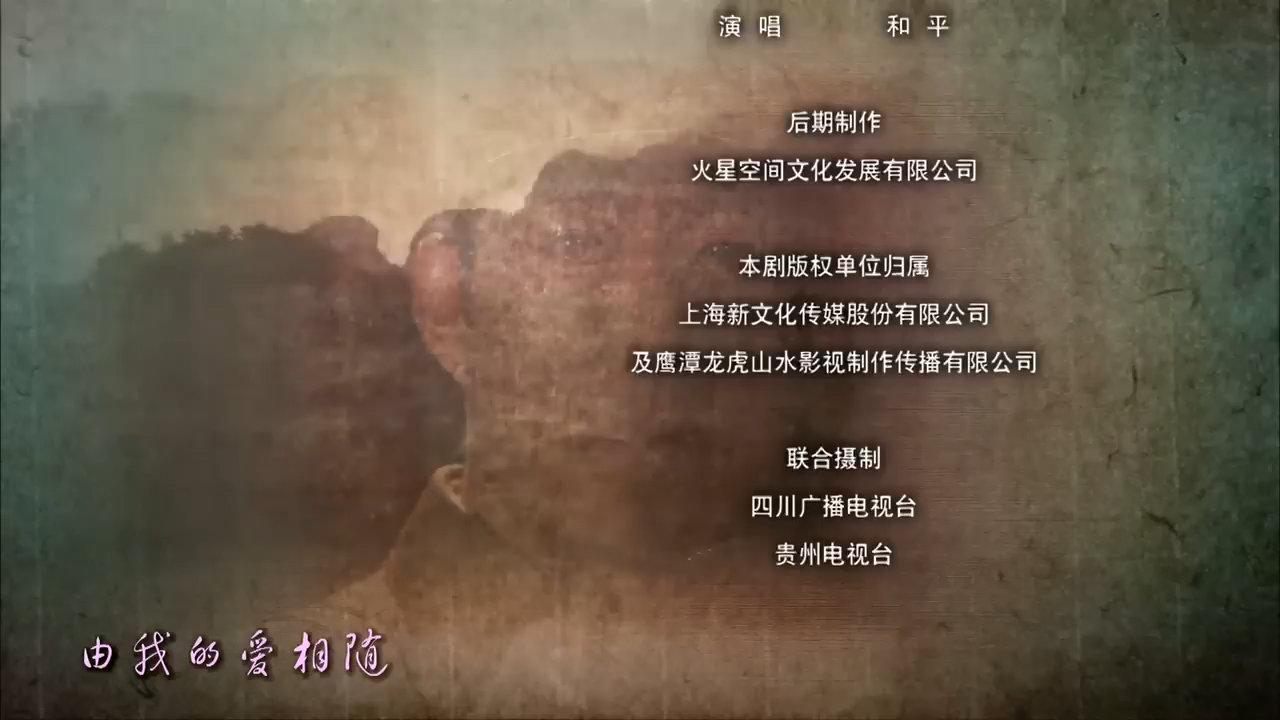 演唱 和平
后期制作
火星空间文化发展有限公司
本剧版权单位归属
上海新文化传媒股份有限公司
及鹰潭龙虎山水影视制作传播有限公司
联合摄制
四川广播电视台
贵州电视台
由我的爱相随